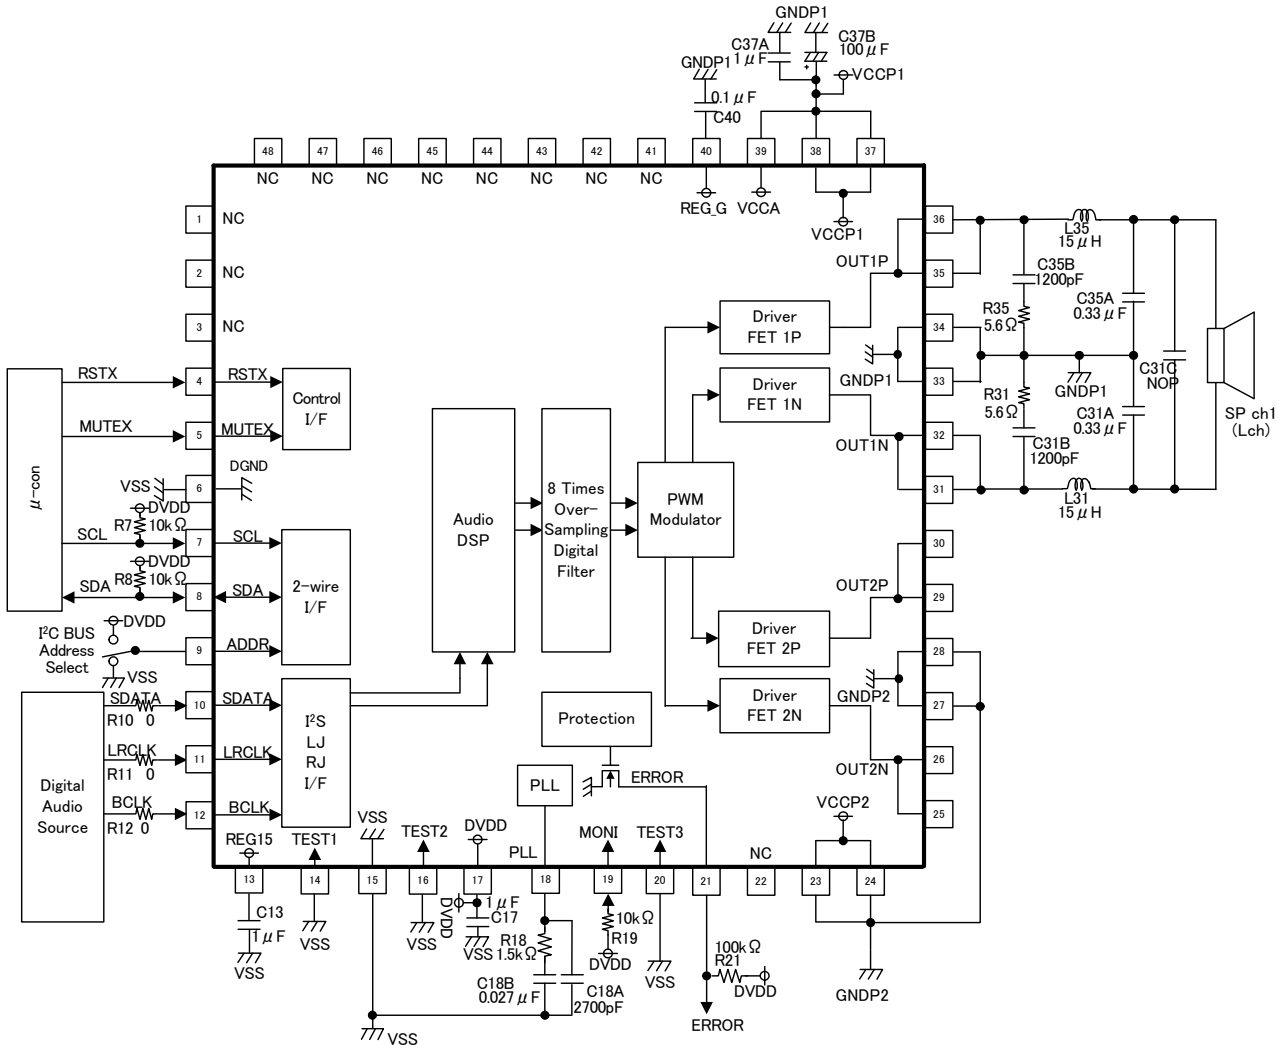 GNDP1
C37A
1μF
C37B
100μF
+
GNDP1
VCCP1
0.1μF
C40
48
47
46
45
44
43
42
41
40
39
38
37
NC
NC
NC
NC
NC
NC
NC
NC
REG_G
VCCA
VCCP1
1
NC
2
NC
3
NC
4
5
6
7
8
9
10
11
12
μ-con
RSTX
RSTX
MUTEX
MUTEX
Control
I/F
VSS
DGND
DVDD
R7
10kΩ
SCL
SCL
DVDD
R8
10kΩ
SDA
SDA
2-wire
I/F
DVDD
I²C BUS
Address
Select
ADDR
VSS
Digital
Audio
Source
SDATA
R10 0
SDATA
LRCLK
R11 0
LRCLK
BCLK
R12 0
BCLK
I²S
LJ
RJ
I/F
Audio
DSP
8 Times
Over-
Sampling
Digital
Filter
PWM
Modulator
Driver
FET 1P
Driver
FET 1N
Driver
FET 2P
Driver
FET 2N
Protection
ERROR
PLL
OUT1P
GNDP1
OUT1N
OUT2P
GNDP2
OUT2N
VCCP2
36
35
34
33
32
31
30
29
28
27
26
25
L35
15μH
C35B
1200pF
R35
5.6Ω
C35A
0.33μF
GNDP1
R31
5.6Ω
C31B
1200pF
C31A
0.33μF
C31C
NOP
L31
15μH
SP ch1
(Lch)
REG15
TEST1
VSS
TEST2
DVDD
PLL
MONI
TEST3
NC
13
14
15
16
17
18
19
20
21
22
23
24
C13
1μF
VSS
VSS
VSS
DVDD
1μF
C17
VSS
R18
1.5kΩ
C18B
0.027μF
C18A
2700pF
VSS
10kΩ
R19
DVDD
VSS
100kΩ
R21
DVDD
ERROR
GNDP2